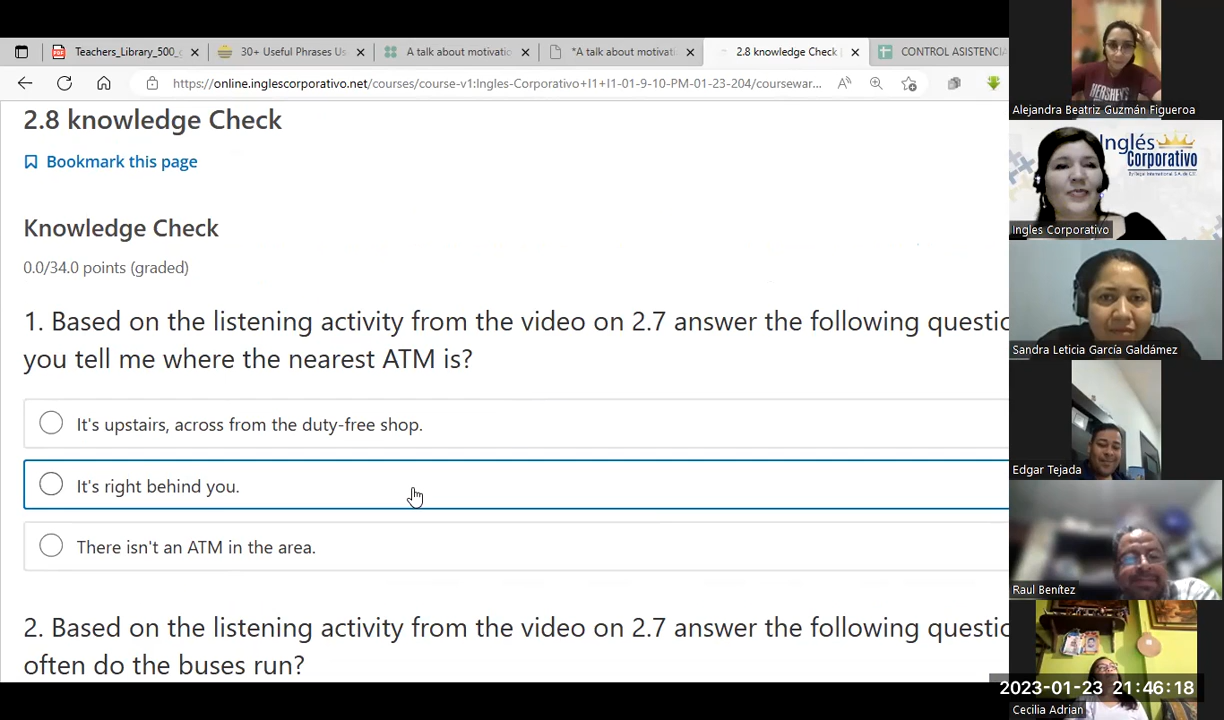 Teachers_Library_500_
30+ Useful Phrases Us
A talk about motivatio
*A talk about motivati
2.8 knowledge Check
CONTROL ASISTENCIA
https://online.inglescorporativo.net/courses/course-v1:Ingles-Corporativo+I1+I1-01-9-10-PM-01-23-204/coursewar...
2.8 knowledge Check
Bookmark this page
Knowledge Check
0.0/34.0 points (graded)
1. Based on the listening activity from the video on 2.7 answer the following questio
you tell me where the nearest ATM is?
It's upstairs, across from the duty-free shop.
It's right behind you.
There isn't an ATM in the area.
2. Based on the listening activity from the video on 2.7 answer the following questio
often do the buses run?
HERSHEY'S
Alejandra Beatriz Guzmán Figueroa
Inglés
Corporativo
Ingles Corporativo
Sandra Leticia García Galdámez
Edgar Tejada
Raul Benítez
2023-01-23 21:46:18
Cecilia Adrian